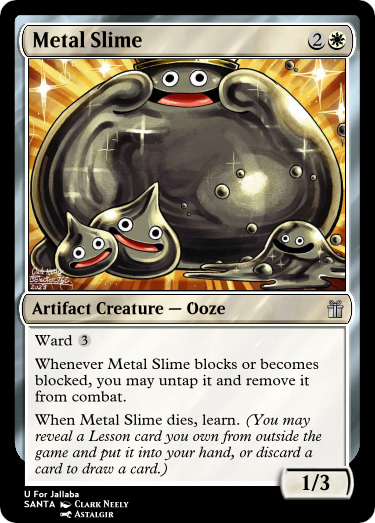 Metal Slime 2
Artifact Creature — Ooze
Ward 3
Whenever Metal Slime blocks or becomes
blocked, you may untap it and remove it
from combat.
When Metal Slime dies, learn. (You may
reveal a Lesson card you own from outside
the game and put it into your hand, or discard a
card to draw a card.)
1/3
U For Jallaba
SANTA Clark Neely
Astalgir